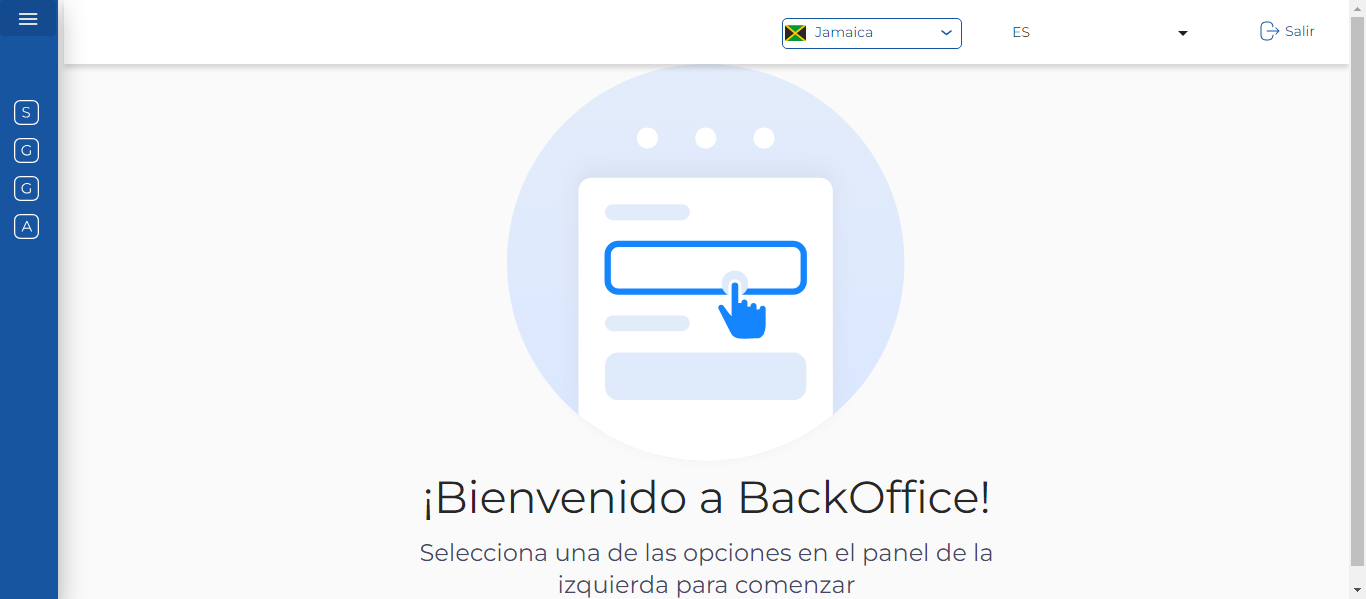 Jamaica
ES
Salir
S
G
G
A
¡Bienvenido a BackOffice!
Selecciona una de las opciones en el panel de la
izquierda para comenzar